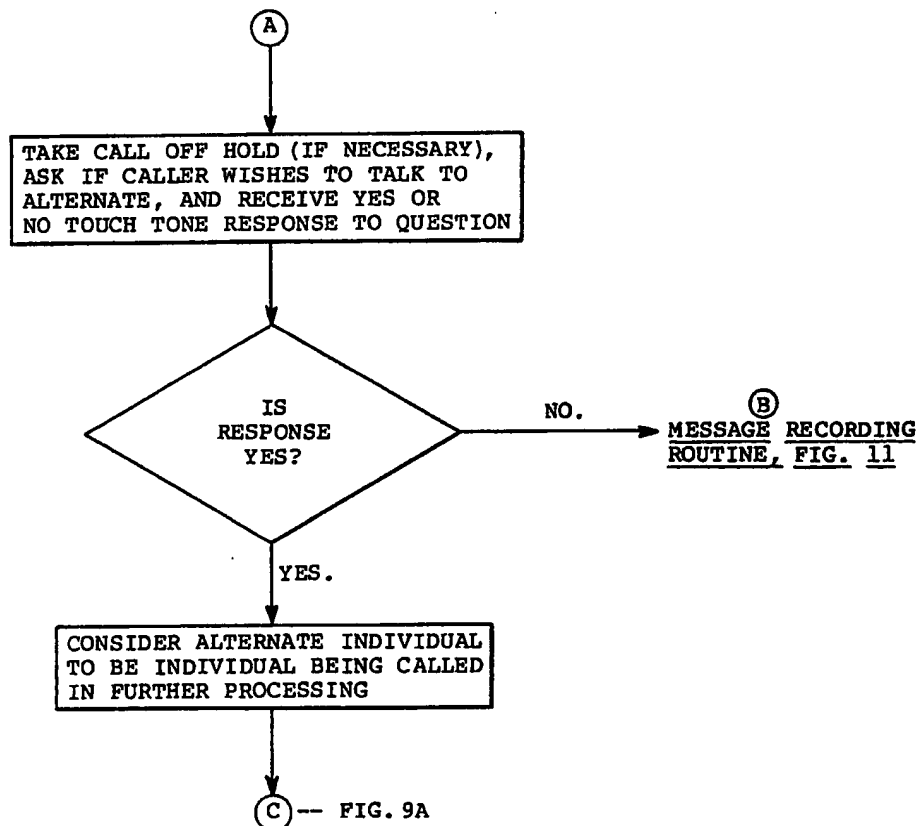 A
TAKE CALL OFF HOLD (IF NECESSARY),
ASK IF CALLER WISHES TO TALK TO
ALTERNATE, AND RECEIVE YES OR
NO TOUCH TONE RESPONSE TO QUESTION
IS
RESPONSE
YES?
NO.
B
MESSAGE RECORDING
ROUTINE, FIG. 11
YES.
CONSIDER ALTERNATE INDIVIDUAL
TO BE INDIVIDUAL BEING CALLED
IN FURTHER PROCESSING
C -- FIG. 9A